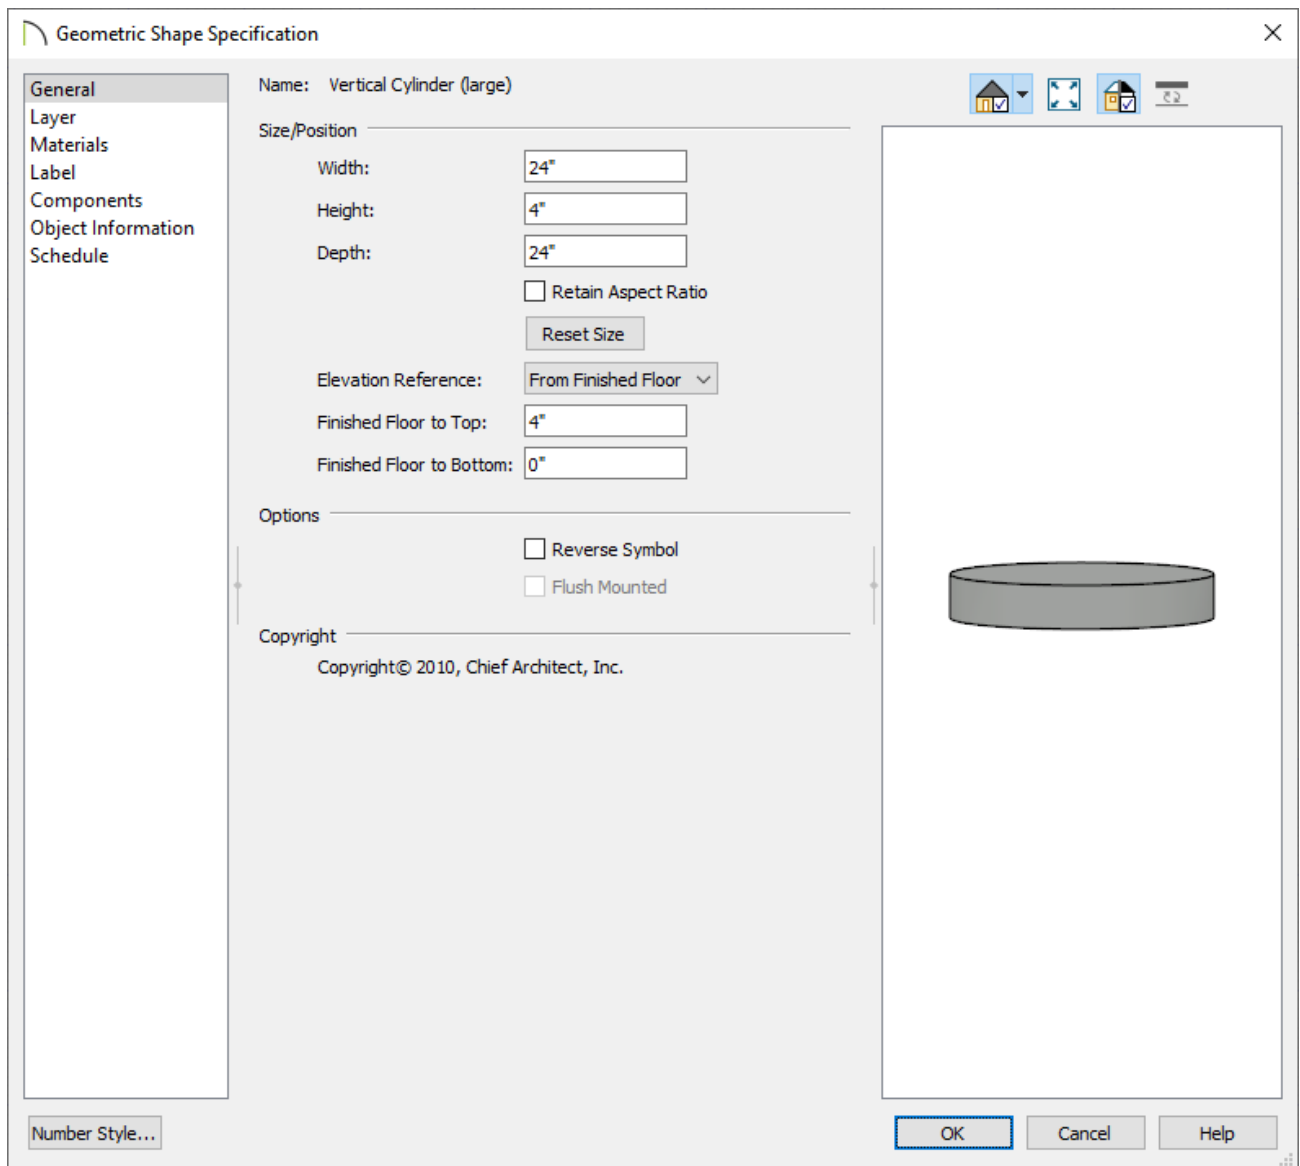 Geometric Shape Specification
General
Layer
Materials
Label
Components
Object Information
Schedule
Name: Vertical Cylinder (large)
Size/Position
Width: 24"
Height: 4"
Depth: 24"
Retain Aspect Ratio
Reset Size
Elevation Reference: From Finished Floor
Finished Floor to Top: 4"
Finished Floor to Bottom: 0"
Options
Reverse Symbol
Flush Mounted
Copyright
Copyright© 2010, Chief Architect, Inc.
Number Style...
OK Cancel Help